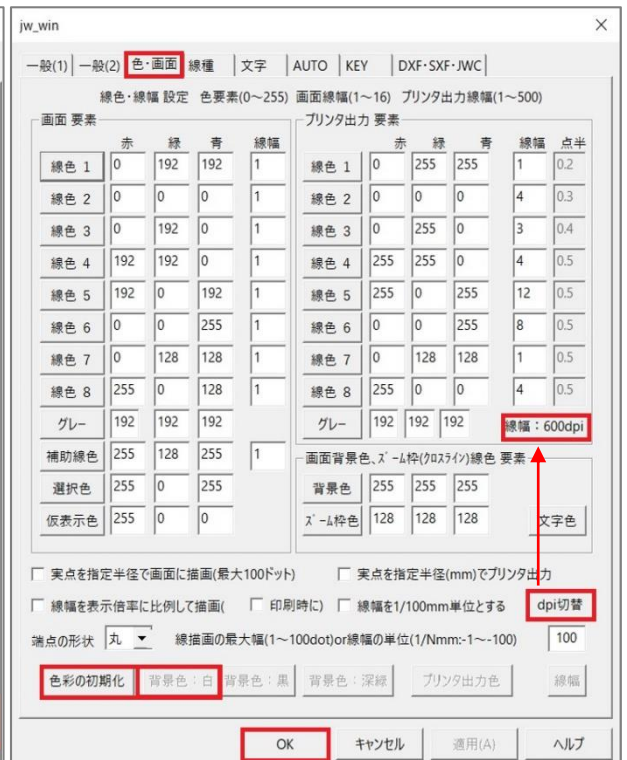 jw_win ×
一般(1) 一般(2) 色・画面 線種 文字 AUTO KEY DXF・SXF・JWC
線色・線幅 設定 色要素(0～255) 画面線幅(1～16) プリンタ出力線幅(1～500)
画面 要素 プリンタ出力 要素
赤 緑 青 線幅 赤 緑 青 線幅 点半
線色 1 0 192 192 1 線色 1 0 255 255 1 0.2
線色 2 0 0 0 1 線色 2 0 0 0 4 0.3
線色 3 0 192 0 1 線色 3 0 255 0 3 0.4
線色 4 192 192 0 1 線色 4 255 255 0 4 0.5
線色 5 192 0 192 1 線色 5 255 0 255 12 0.5
線色 6 0 0 255 1 線色 6 0 0 255 8 0.5
線色 7 0 128 128 1 線色 7 0 128 128 1 0.5
線色 8 255 0 128 1 線色 8 255 0 0 4 0.5
グレー 192 192 192 グレー 192 192 192 線幅：600dpi
補助線色 255 128 255 1 画面背景色、ズーム枠(クロスライン)線色 要素
選択色 255 0 255 背景色 255 255 255
仮表示色 255 0 0 ズーム枠色 128 128 128 文字色
実点を指定半径で画面に描画(最大100ドット) 実点を指定半径(mm)でプリンタ出力
線幅を表示倍率に比例して描画( 印刷時に) 線幅を1/100mm単位とする dpi切替
端点の形状 丸 線描画の最大幅(1～100dot)or線幅の単位(1/Nmm:-1～-100) 100
色彩の初期化 背景色：白 背景色：黒 背景色：深緑 プリンタ出力色 線幅
OK キャンセル 適用(A) ヘルプ